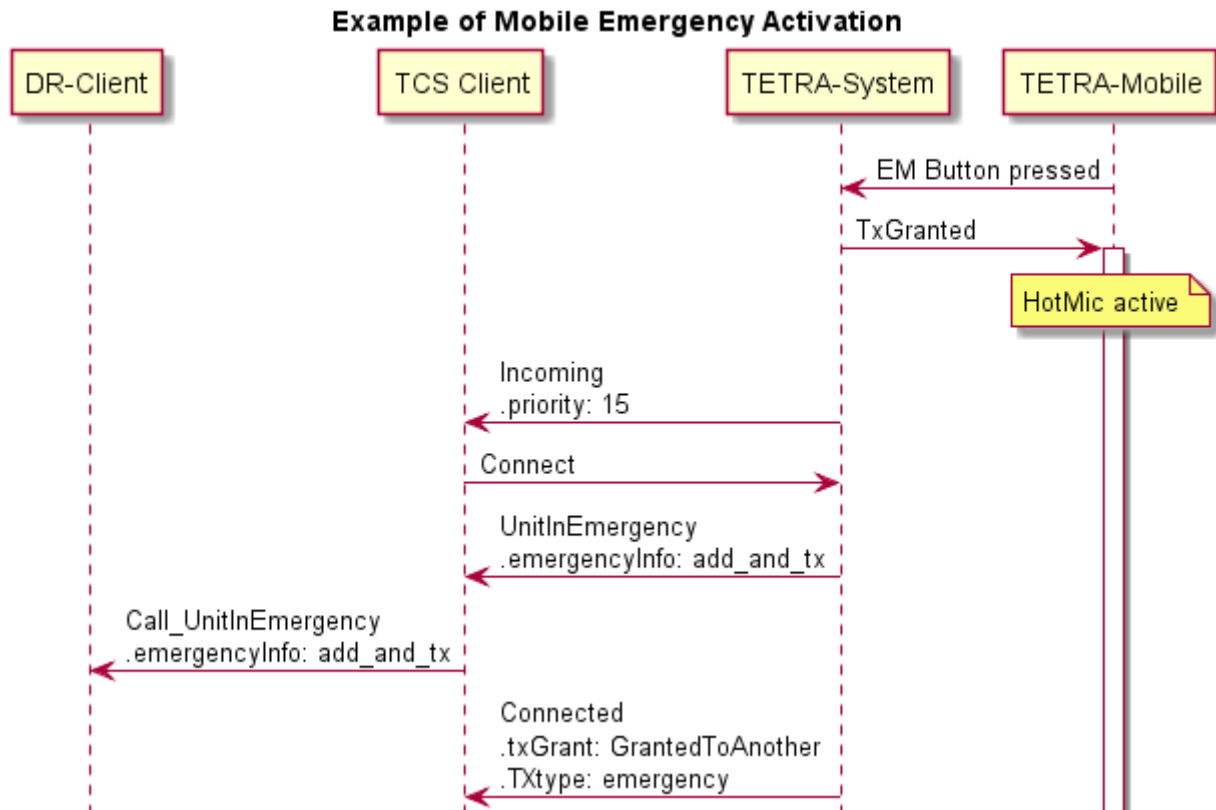 Example of Mobile Emergency Activation
DR-Client
TCS Client
TETRA-System
TETRA-Mobile
EM Button pressed
TxGranted
HotMic active
Incoming
.priority: 15
Connect
UnitInEmergency
.emergencyInfo: add_and_tx
Call_UnitInEmergency
.emergencyInfo: add_and_tx
Connected
.txGrant: GrantedToAnother
.TXtype: emergency